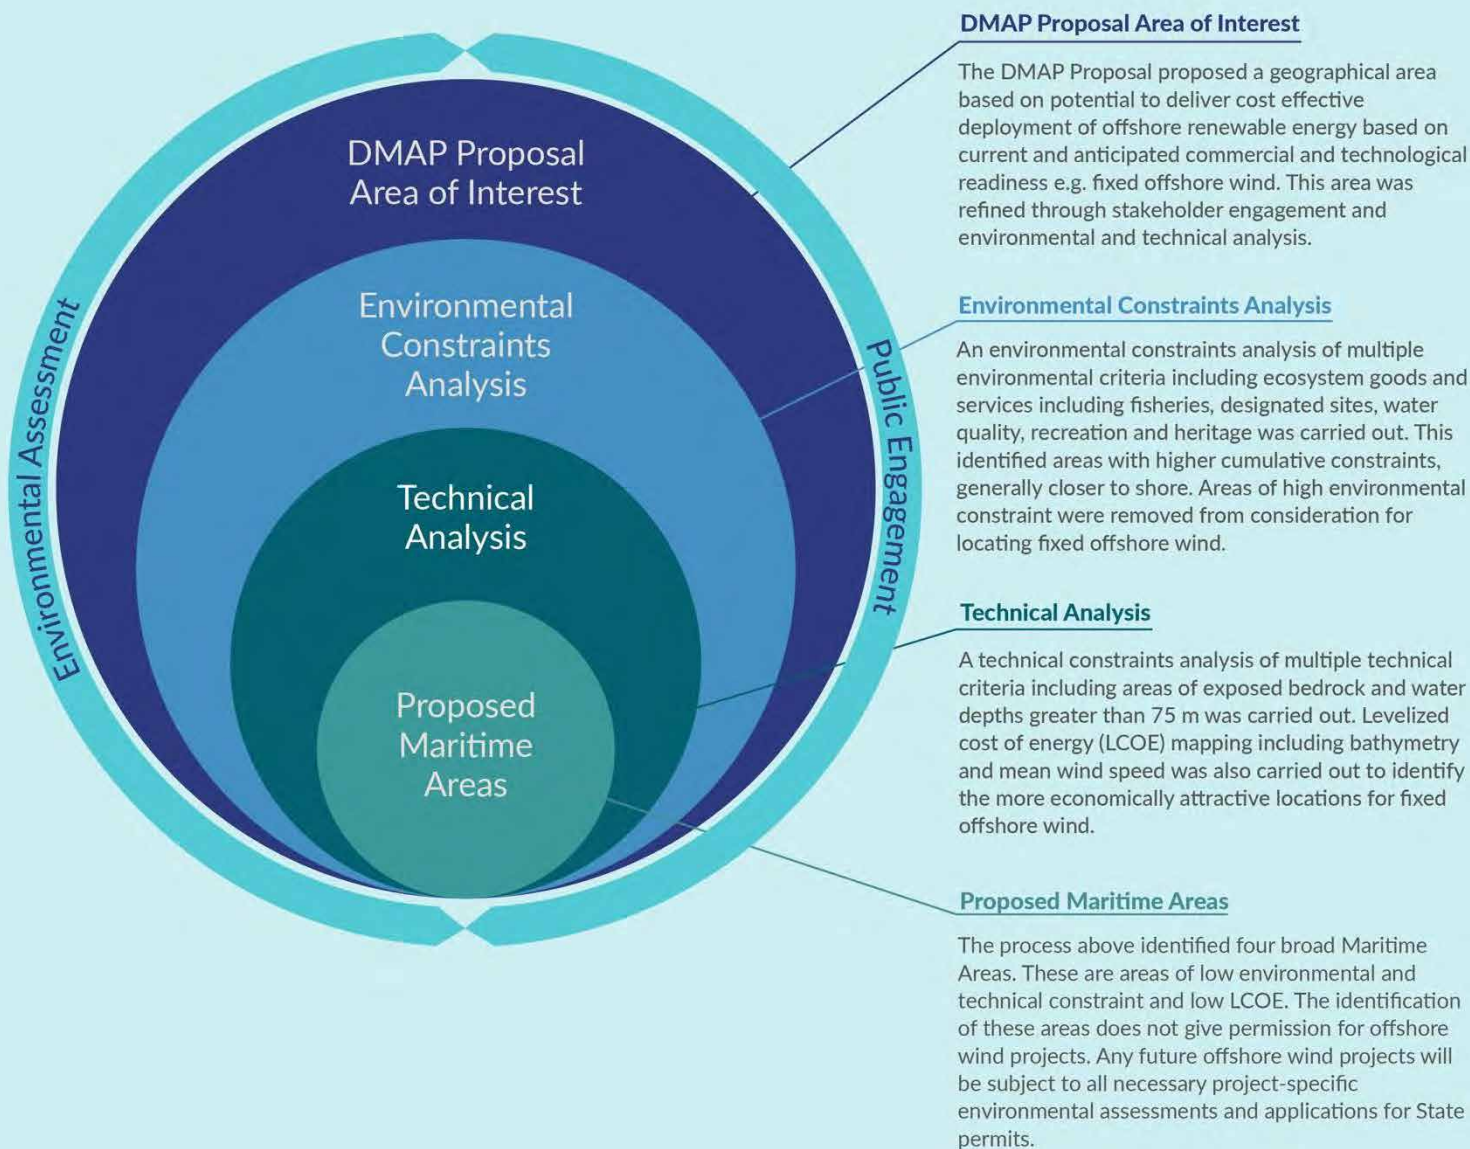 DMAP Proposal
Area of Interest
Environmental
Constraints
Analysis
Technical
Analysis
Proposed
Maritime
Areas
Environmental Assessment
Public Engagement
DMAP Proposal Area of Interest
The DMAP Proposal proposed a geographical area
based on potential to deliver cost effective
deployment of offshore renewable energy based on
current and anticipated commercial and technological
readiness e.g. fixed offshore wind. This area was
refined through stakeholder engagement and
environmental and technical analysis.
Environmental Constraints Analysis
An environmental constraints analysis of multiple
environmental criteria including ecosystem goods and
services including fisheries, designated sites, water
quality, recreation and heritage was carried out. This
identified areas with higher cumulative constraints,
generally closer to shore. Areas of high environmental
constraint were removed from consideration for
locating fixed offshore wind.
Technical Analysis
A technical constraints analysis of multiple technical
criteria including areas of exposed bedrock and water
depths greater than 75 m was carried out. Levelized
cost of energy (LCOE) mapping including bathymetry
and mean wind speed was also carried out to identify
the more economically attractive locations for fixed
offshore wind.
Proposed Maritime Areas
The process above identified four broad Maritime
Areas. These are areas of low environmental and
technical constraint and low LCOE. The identification
of these areas does not give permission for offshore
wind projects. Any future offshore wind projects will
be subject to all necessary project-specific
environmental assessments and applications for State
permits.